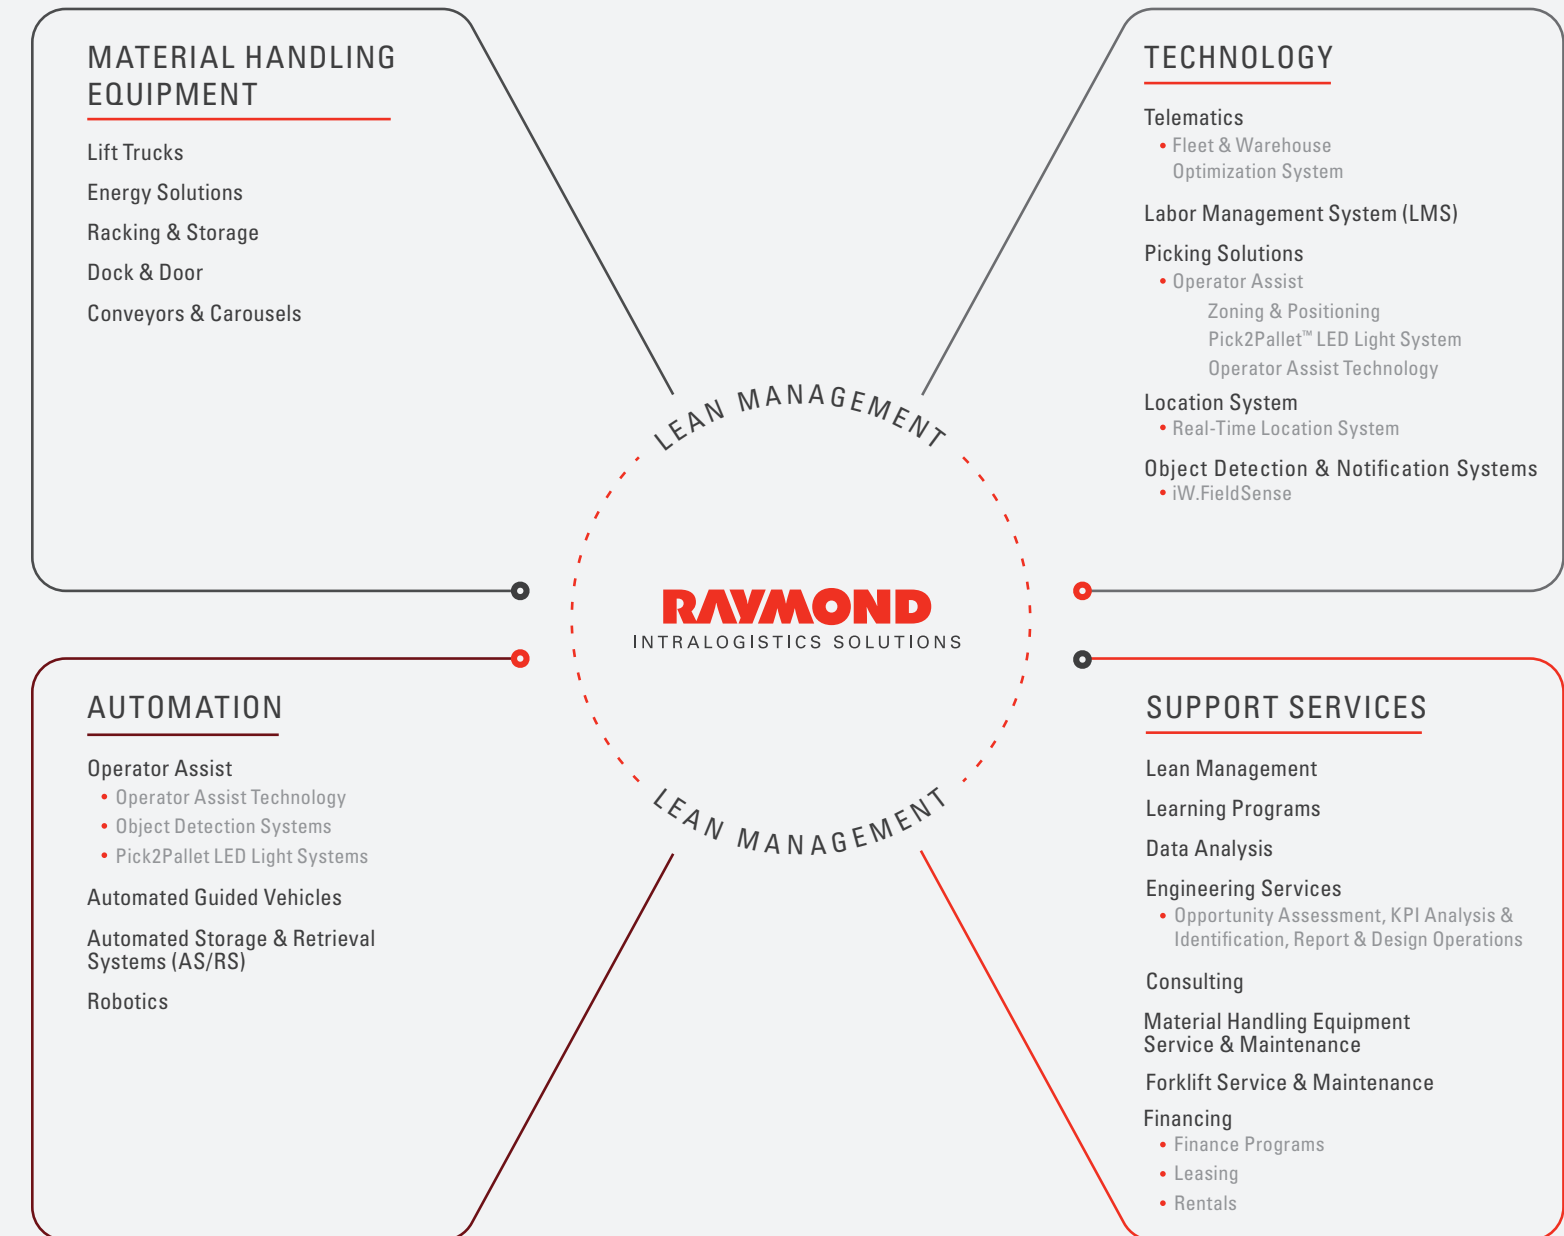 MATERIAL HANDLING
EQUIPMENT
Lift Trucks
Energy Solutions
Racking & Storage
Dock & Door
Conveyors & Carousels
TECHNOLOGY
Telematics
• Fleet & Warehouse
Optimization System
Labor Management System (LMS)
Picking Solutions
• Operator Assist
Zoning & Positioning
Pick2Pallet™ LED Light System
Operator Assist Technology
Location System
• Real-Time Location System
Object Detection & Notification Systems
• iW.FieldSense
LEAN MANAGEMENT
RAYMOND
INTRALOGISTICS SOLUTIONS
LEAN MANAGEMENT
AUTOMATION
Operator Assist
• Operator Assist Technology
• Object Detection Systems
• Pick2Pallet LED Light Systems
Automated Guided Vehicles
Automated Storage & Retrieval
Systems (AS/RS)
Robotics
SUPPORT SERVICES
Lean Management
Learning Programs
Data Analysis
Engineering Services
• Opportunity Assessment, KPI Analysis &
Identification, Report & Design Operations
Consulting
Material Handling Equipment
Service & Maintenance
Forklift Service & Maintenance
Financing
• Finance Programs
• Leasing
• Rentals